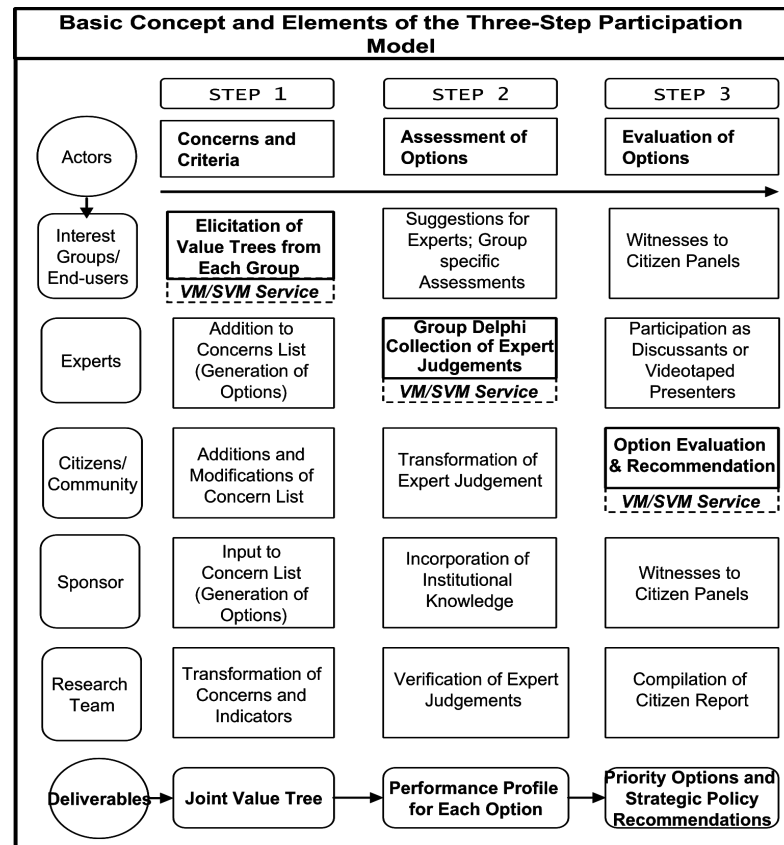 Basic Concept and Elements of the Three-Step Participation
Model
STEP 1
STEP 2
STEP 3
Actors
Concerns and
Criteria
Assessment of
Options
Evaluation of
Options
Interest
Groups/
End-users
Elicitation of
Value Trees from
Each Group
VM/SVM Service
Suggestions for
Experts; Group
specific
Assessments
Witnesses to
Citizen Panels
Experts
Addition to
Concerns List
(Generation of
Options)
Group Delphi
Collection of Expert
Judgements
VM/SVM Service
Participation as
Discussants or
Videotaped
Presenters
Citizens/
Community
Additions and
Modifications of
Concern List
Transformation of
Expert Judgement
Option Evaluation
& Recommendation
VM/SVM Service
Sponsor
Input to
Concern List
(Generation of
Options)
Incorporation of
Institutional
Knowledge
Witnesses to
Citizen Panels
Research
Team
Transformation of
Concerns and
Indicators
Verification of Expert
Judgements
Compilation of
Citizen Report
Deliverables
Joint Value Tree
Performance Profile
for Each Option
Priority Options and
Strategic Policy
Recommendations